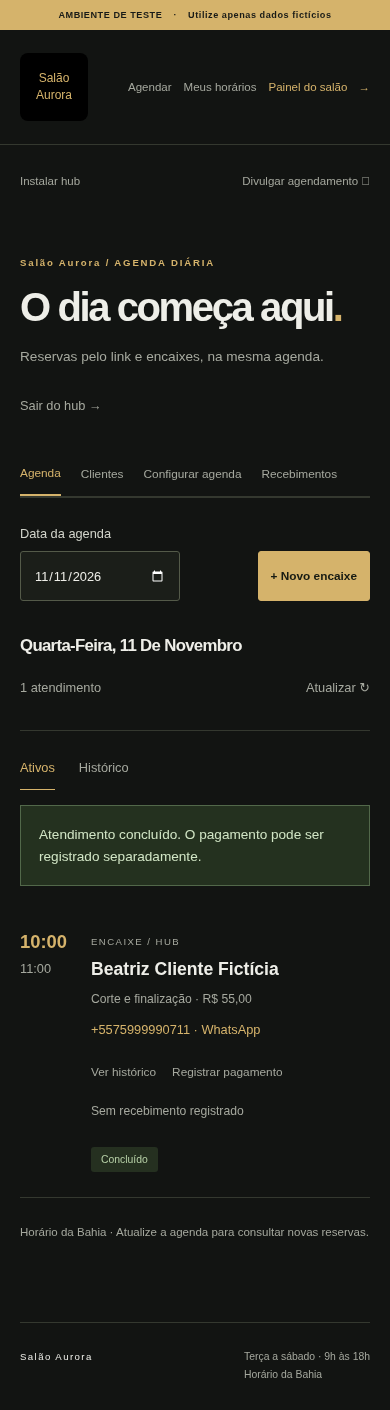 AMBIENTE DE TESTE · Utilize apenas dados fictícios
Salão
Aurora
Agendar Meus horários Painel do salão →
Instalar hub Divulgar agendamento
Salão Aurora / AGENDA DIÁRIA
O dia começa aqui.
Reservas pelo link e encaixes, na mesma agenda.
Sair do hub →
Agenda Clientes Configurar agenda Recebimentos
Data da agenda
11/11/2026 + Novo encaixe
Quarta-Feira, 11 De Novembro
1 atendimento Atualizar ↻
Ativos Histórico
Atendimento concluído. O pagamento pode ser
registrado separadamente.
10:00 ENCAIXE / HUB
11:00 Beatriz Cliente Fictícia
Corte e finalização · R$ 55,00
+5575999990711 · WhatsApp
Ver histórico Registrar pagamento
Sem recebimento registrado
Concluído
Horário da Bahia · Atualize a agenda para consultar novas reservas.
Salão Aurora Terça a sábado · 9h às 18h
Horário da Bahia